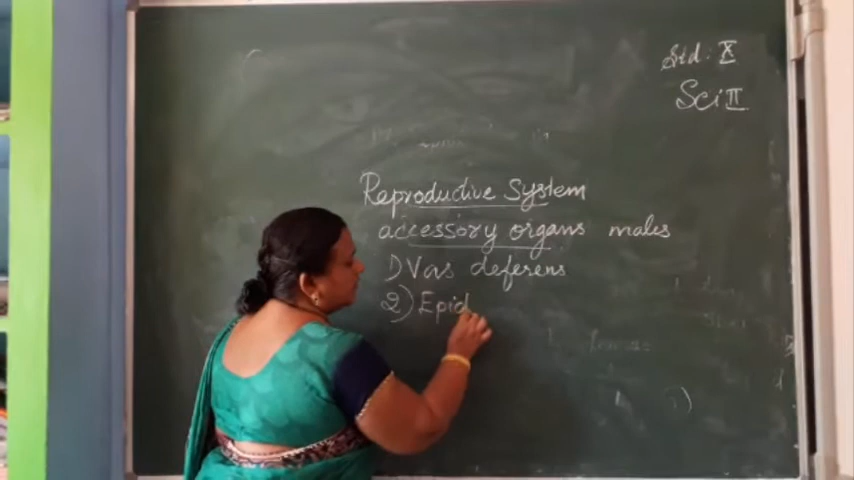 Std: X
Sci II
Reproductive System
accessory organs males
1) Vas deferens
2) Epid